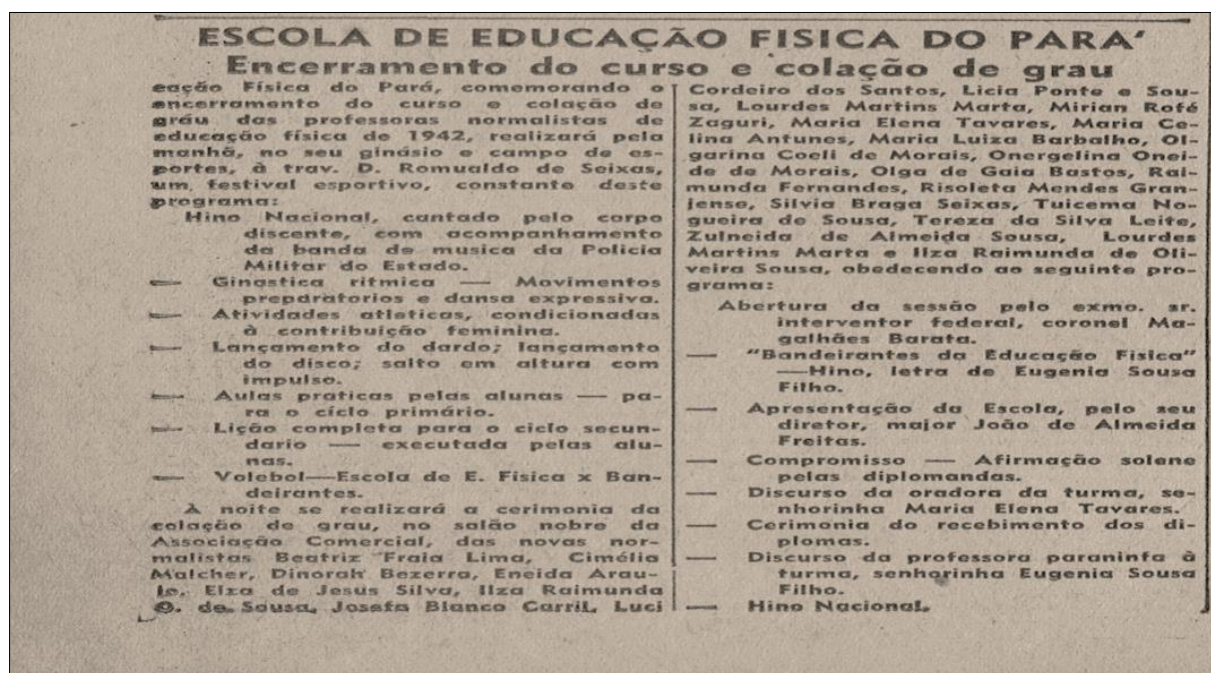 ESCOLA DE EDUCAÇÃO FISICA DO PARA'
Encerramento do curso e colação de grau
eação Física do Pará, comemorando o
encerramento do curso e colação de
gráu das professoras normalistas de
educação física de 1942, realizará pela
manhã, no seu ginásio e campo de es-
portes, à trav. D. Romualdo de Seixas,
um festival esportivo, constante deste
programa:
Hino Nacional, cantado pelo corpo
discente, com acompanhamento
da banda de musica da Policia
Militar do Estado.
— Ginastica rítmica — Movimentos
preparatorios e dansa expressiva.
— Atividades atleticas, condicionadas
à contribuição feminina.
— Lançamento do dardo; lançamento
do disco; salto em altura com
impulso.
— Aulas praticas pelas alunas — pa-
ra o ciclo primário.
— Lição completa para o ciclo secun-
dario — executada pelas alu-
nas.
— Volebol—Escola de E. Fisica x Ban-
deirantes.
À noite se realizará a cerimonia da
colação de grau, no salão nobre da
Associação Comercial, das novas nor-
malistas Beatriz Fraia Lima, Cimélia
Malcher, Dinorah Bezerra, Eneida Arau-
jo, Elza de Jesus Silva, Ilza Raimunda
O. de Sousa, Josefa Blanco Carril, Luci
Cordeiro dos Santos, Licia Ponte e Sou-
sa, Lourdes Martins Marta, Mirian Rofé
Zaguri, Maria Elena Tavares, Maria Ce-
lina Antunes, Maria Luiza Barbalho, Ol-
garina Coeli de Morais, Onergelina Onei-
de de Morais, Olga de Gaia Bastos, Rai-
munda Fernandes, Risoleta Mendes Gran-
jense, Silvia Braga Seixas, Tuicema No-
gueira de Sousa, Tereza da Silva Leite,
Zulneida de Almeida Sousa, Lourdes
Martins Marta e Ilza Raimunda de Oli-
veira Sousa, obedecendo ao seguinte pro-
grama:
Abertura da sessão pelo exmo. sr.
interventor federal, coronel Ma-
galhães Barata.
— "Bandeirantes da Educação Fisica"
—Hino, letra de Eugenia Sousa
Filho.
— Apresentação da Escola, pelo seu
diretor, major João de Almeida
Freitas.
— Compromisso — Afirmação solene
pelas diplomandas.
— Discurso da oradora da turma, se-
nhorinha Maria Elena Tavares.
— Cerimonia do recebimento dos di-
plomas.
— Discurso da professora paraninfa à
turma, senhorinha Eugenia Sousa
Filho.
— Hino Nacional.